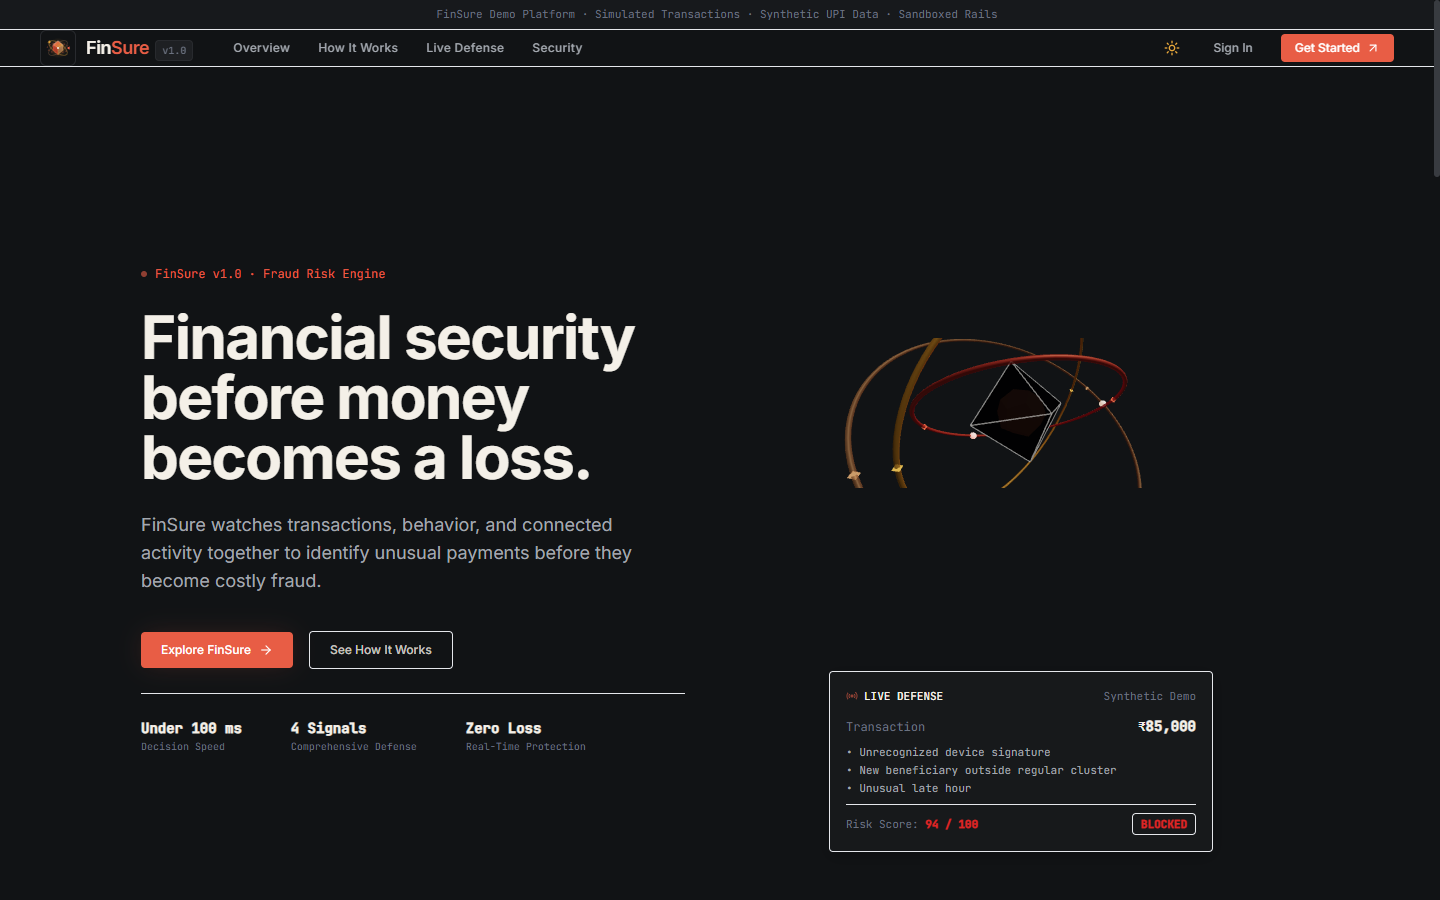 FinSure Demo Platform · Simulated Transactions · Synthetic UPI Data · Sandboxed Rails
FinSure v1.0 Overview How It Works Live Defense Security Sign In Get Started
FinSure v1.0 · Fraud Risk Engine
Financial security
before money
becomes a loss.
FinSure watches transactions, behavior, and connected
activity together to identify unusual payments before they
become costly fraud.
Explore FinSure See How It Works
Under 100 ms 4 Signals Zero Loss
Decision Speed Comprehensive Defense Real-Time Protection
LIVE DEFENSE Synthetic Demo
Transaction ₹85,000
• Unrecognized device signature
• New beneficiary outside regular cluster
• Unusual late hour
Risk Score: 94 / 100 BLOCKED